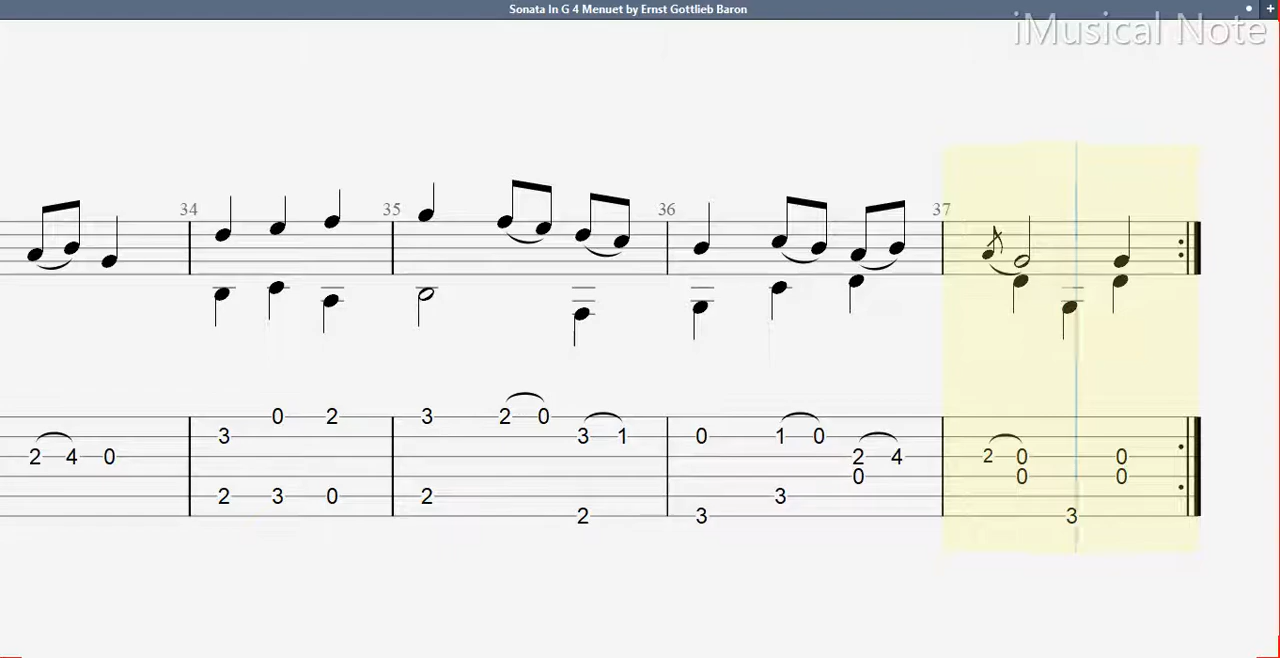 Sonata In G 4 Menuet by Ernst Gottlieb Baron
iMusical Note
34 35 36 37
0 2 3 2 0
3 3 1 0 1 0
2 4 0 2 4 2 0 0
0 0 0
2 3 0 2 3
2 3 3